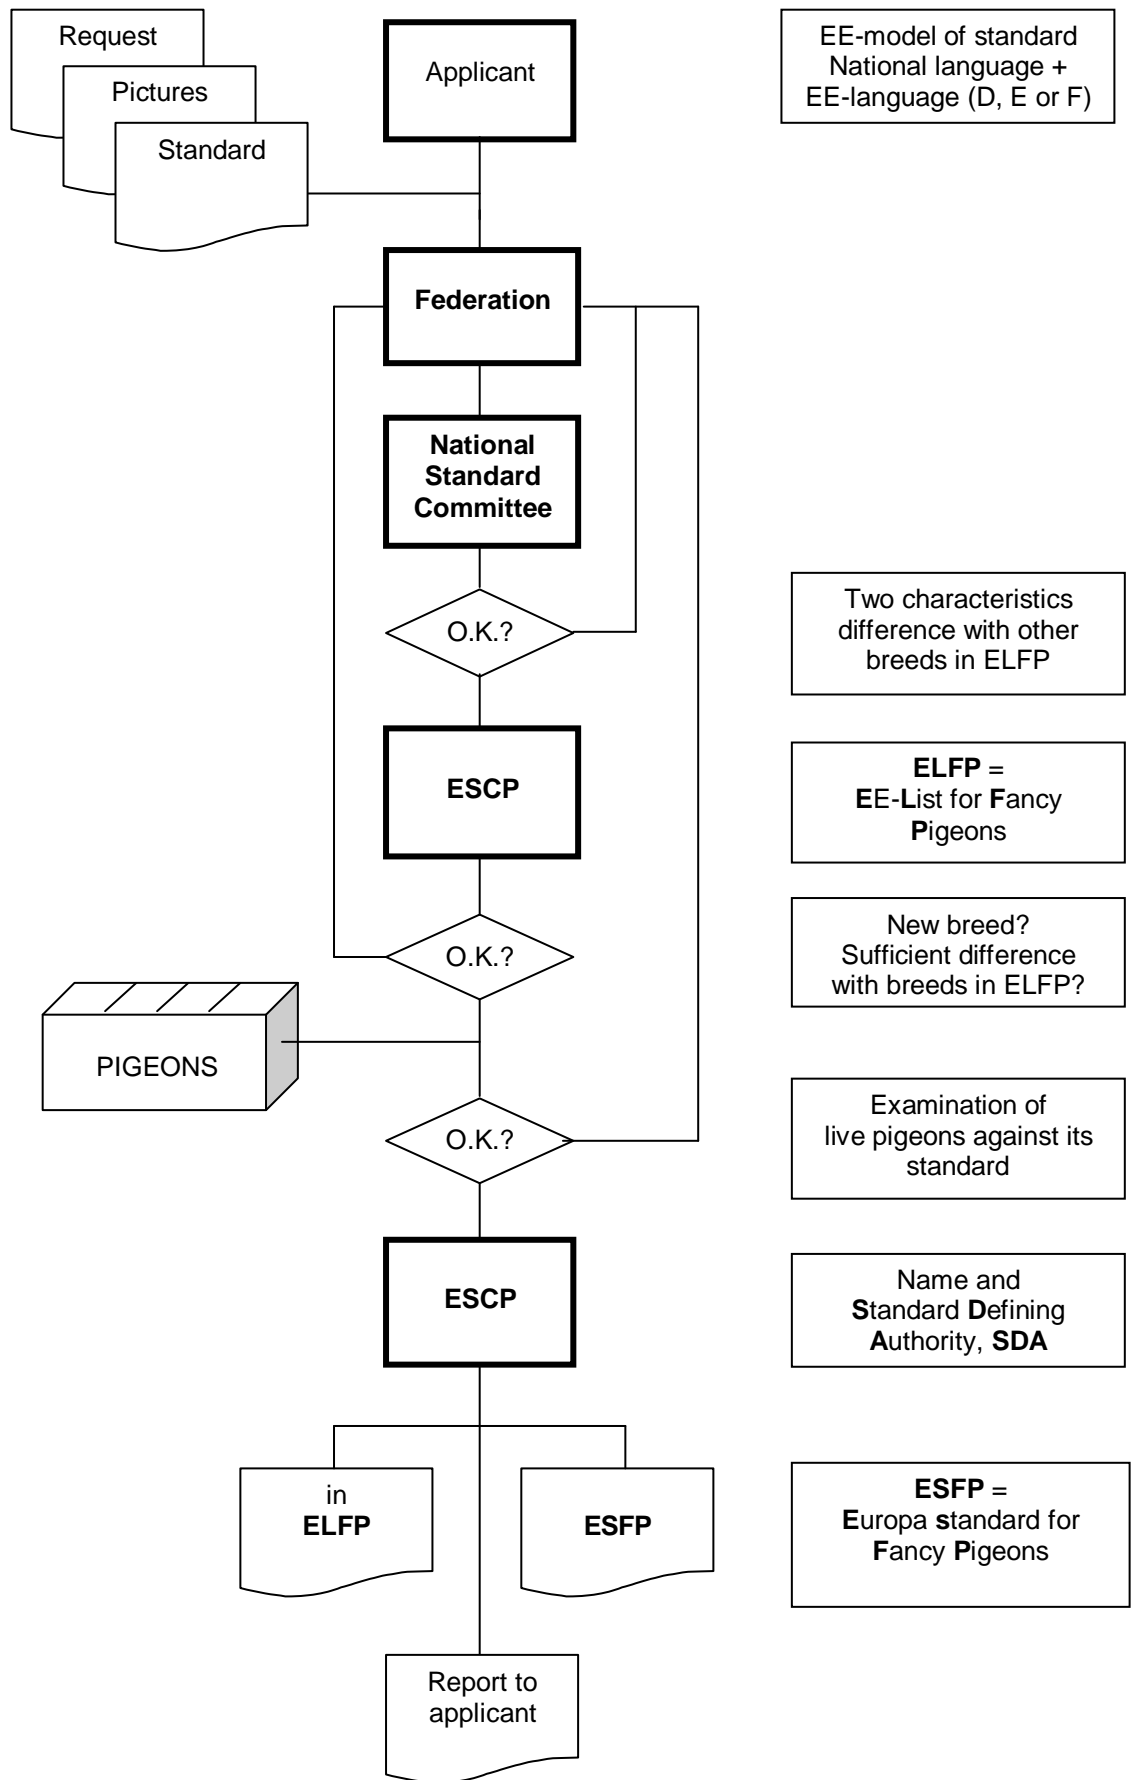 Request
Pictures
Standard
Applicant
EE-model of standard
National language +
EE-language (D, E or F)
Federation
National
Standard
Committee
O.K.?
Two characteristics
difference with other
breeds in ELFP
ESCP
ELFP =
EE-List for Fancy
Pigeons
O.K.?
New breed?
Sufficient difference
with breeds in ELFP?
PIGEONS
O.K.?
Examination of
live pigeons against its
standard
ESCP
Name and
Standard Defining
Authority, SDA
in
ELFP
ESFP
ESFP =
Europa standard for
Fancy Pigeons
Report to
applicant